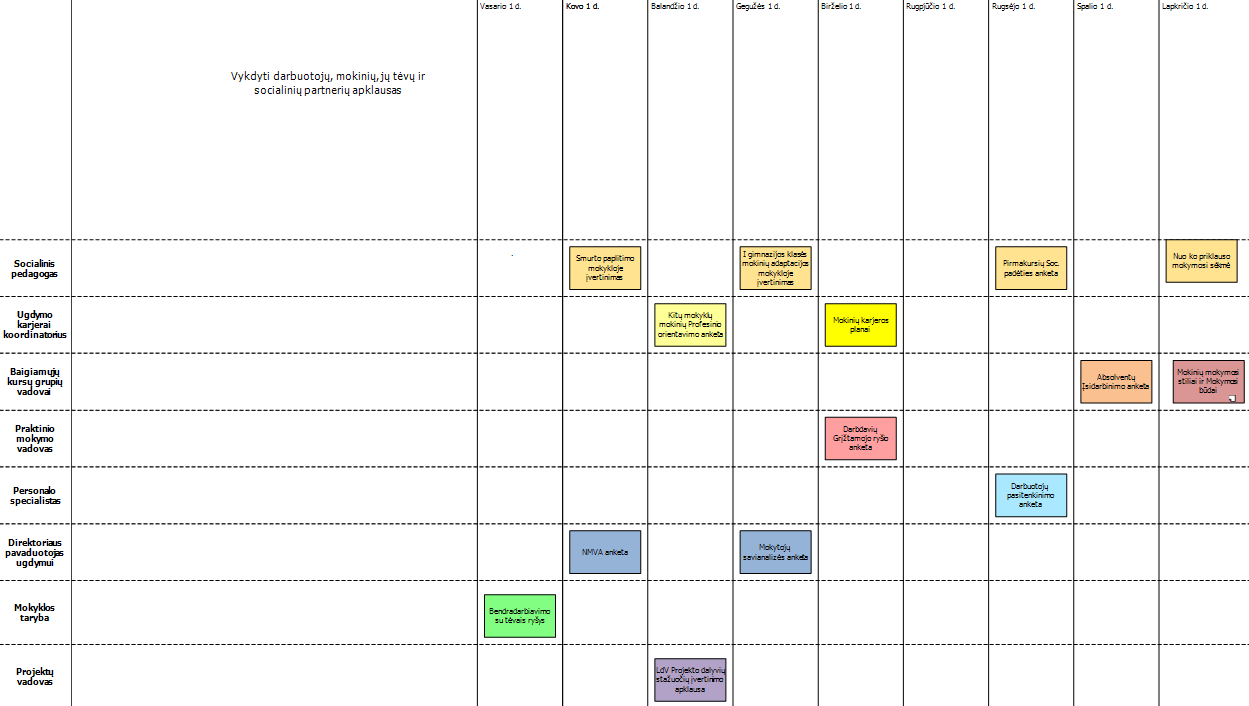 Vasario 1 d.
Kovo 1 d.
Balandžio 1 d.
Gegužės 1 d.
Birželio 1 d.
Rugpjūčio 1 d.
Rugsėjo 1 d.
Spalio 1 d.
Lapkričio 1 d.
Vykdyti darbuotojų, mokinių, jų tėvų ir
socialinių partnerių apklausas
Socialinis
pedagogas
Smurto paplitimo
mokykloje
įvertinimas
I gimnazijos klasės
mokinių adaptacijos
mokykloje
įvertinimas
Pirmakursių Soc.
padėties anketa
Nuo ko priklauso
mokymosi sėkmė
Ugdymo
karjerai
koordinatorius
Kitų mokyklų
mokinių Profesinio
orientavimo anketa
Mokinių karjeros
planai
Baigiamųjų
kursų grupių
vadovai
Absolventų
Įsidarbinimo anketa
Mokinių mokymosi
stiliai ir Mokymosi
būdai
Praktinio
mokymo
vadovas
Darbdavių
Grįžtamojo ryšio
anketa
Personalo
specialistas
Darbuotojų
pasitenkinimo
anketa
Direktoriaus
pavaduotojas
ugdymui
NMVA anketa
Mokytojų
savianalizės anketa
Mokyklos
taryba
Bendradarbiavimo
su tėvais ryšys
Projektų
vadovas
LdV Projekto dalyvių
stažuočių įvertinimo
apklausa